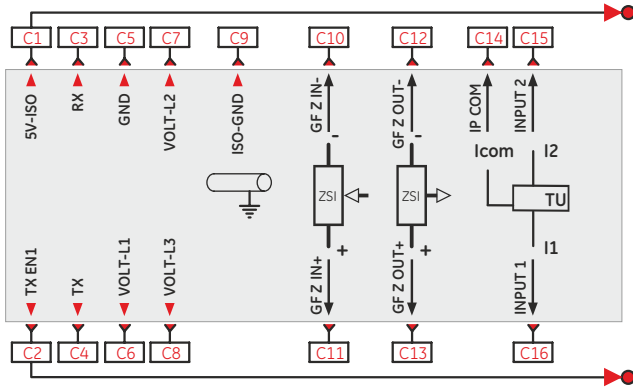 C1 C3 C5 C7 C9 C10 C12 C14 C15
5V-ISO
RX
GND
VOLT-L2
ISO-GND
GF Z IN-
GF Z OUT-
IP COM
INPUT 2
- -
Icom I2
ZSI ZSI TU
+ + I1
TX EN1
TX
VOLT-L1
VOLT-L3
GF Z IN+
GF Z OUT+
INPUT 1
C2 C4 C6 C8 C11 C13 C16